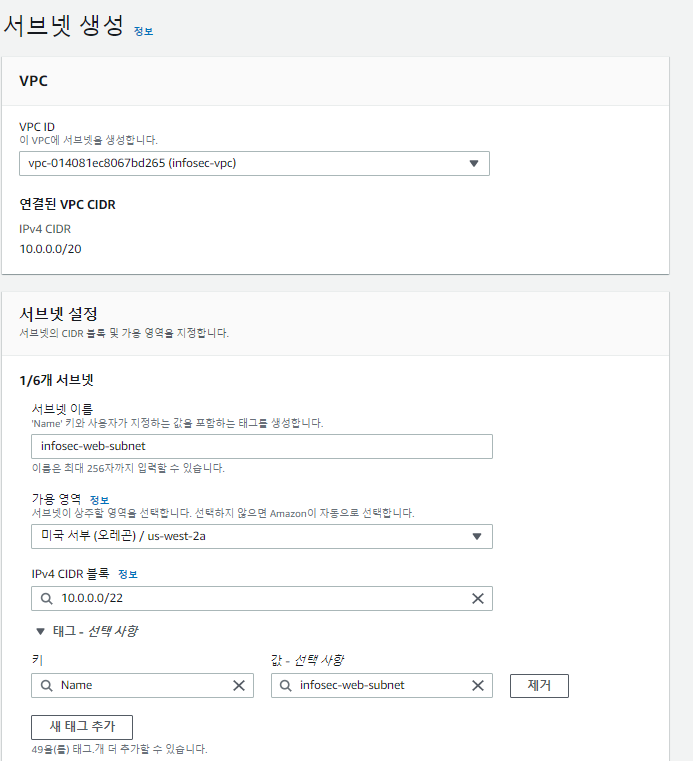 서브넷 생성 정보
VPC
VPC ID
이 VPC에 서브넷을 생성합니다.
vpc-014081ec8067bd265 (infosec-vpc)
연결된 VPC CIDR
IPv4 CIDR
10.0.0.0/20
서브넷 설정
서브넷의 CIDR 블록 및 가용 영역을 지정합니다.
1/6개 서브넷
서브넷 이름
'Name' 키와 사용자가 지정하는 값을 포함하는 태그를 생성합니다.
infosec-web-subnet
이름은 최대 256자까지 입력할 수 있습니다.
가용 영역 정보
서브넷이 상주할 영역을 선택합니다. 선택하지 않으면 Amazon이 자동으로 선택합니다.
미국 서부 (오레곤) / us-west-2a
IPv4 CIDR 블록 정보
10.0.0.0/22
태그 - 선택 사항
키 값 - 선택 사항
Name infosec-web-subnet 제거
새 태그 추가
49을(를) 태그.개 더 추가할 수 있습니다.